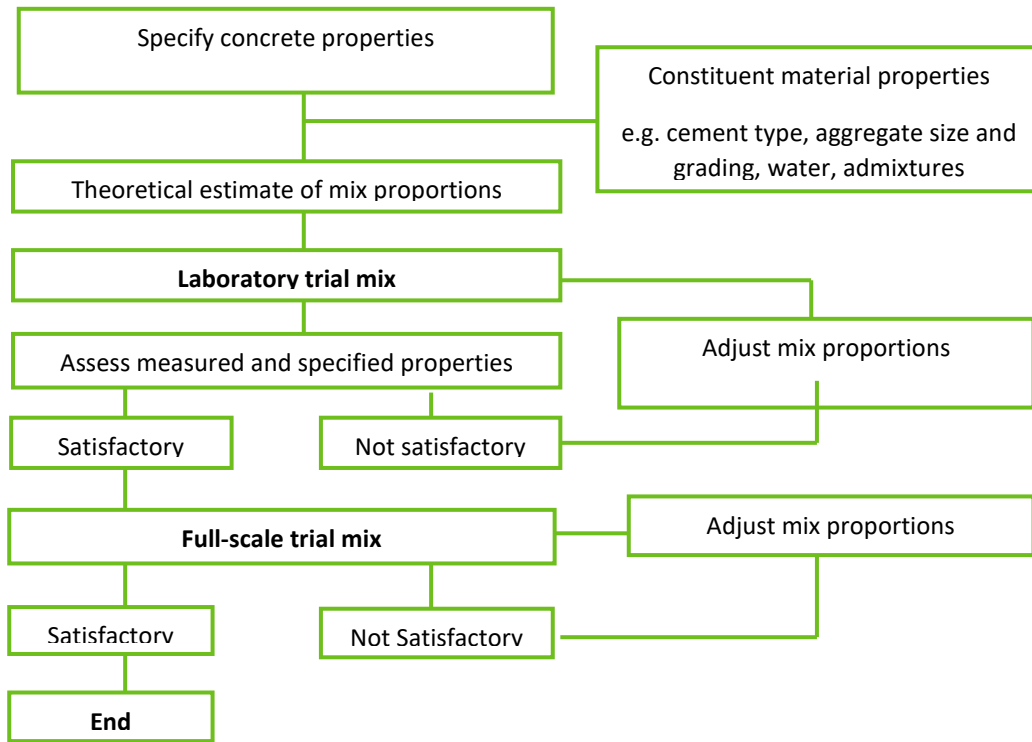 Specify concrete properties
Constituent material properties
e.g. cement type, aggregate size and
grading, water, admixtures
Theoretical estimate of mix proportions
Laboratory trial mix
Adjust mix proportions
Assess measured and specified properties
Satisfactory
Not satisfactory
Full-scale trial mix
Adjust mix proportions
Satisfactory
Not Satisfactory
End